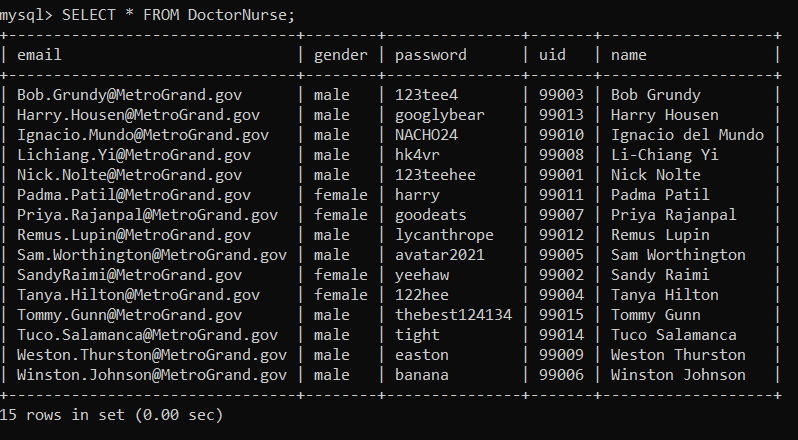 mysql> SELECT * FROM DoctorNurse;
+-------------------------------+--------+---------------+-------+------------------+
| email | gender | password | uid | name |
+-------------------------------+--------+---------------+-------+------------------+
| Bob.Grundy@MetroGrand.gov | male | 123tee4 | 99003 | Bob Grundy |
| Harry.Housen@MetroGrand.gov | male | googlybear | 99013 | Harry Housen |
| Ignacio.Mundo@MetroGrand.gov | male | NACHO24 | 99010 | Ignacio del Mundo |
| Lichiang.Yi@MetroGrand.gov | male | hk4vr | 99008 | Li-Chiang Yi |
| Nick.Nolte@MetroGrand.gov | male | 123teehee | 99001 | Nick Nolte |
| Padma.Patil@MetroGrand.gov | female | harry | 99011 | Padma Patil |
| Priya.Rajanpal@MetroGrand.gov | female | goodeats | 99007 | Priya Rajanpal |
| Remus.Lupin@MetroGrand.gov | male | lycanthrope | 99012 | Remus Lupin |
| Sam.Worthington@MetroGrand.gov | male | avatar2021 | 99005 | Sam Worthington |
| SandyRaimi@MetroGrand.gov | female | yeehaw | 99002 | Sandy Raimi |
| Tanya.Hilton@MetroGrand.gov | female | 122hee | 99004 | Tanya Hilton |
| Tommy.Gunn@MetroGrand.gov | male | thebest124134 | 99015 | Tommy Gunn |
| Tuco.Salamanca@MetroGrand.gov | male | tight | 99014 | Tuco Salamanca |
| Weston.Thurston@MetroGrand.gov | male | easton | 99009 | Weston Thurston |
| Winston.Johnson@MetroGrand.gov | male | banana | 99006 | Winston Johnson |
+-------------------------------+--------+---------------+-------+------------------+
15 rows in set (0.00 sec)